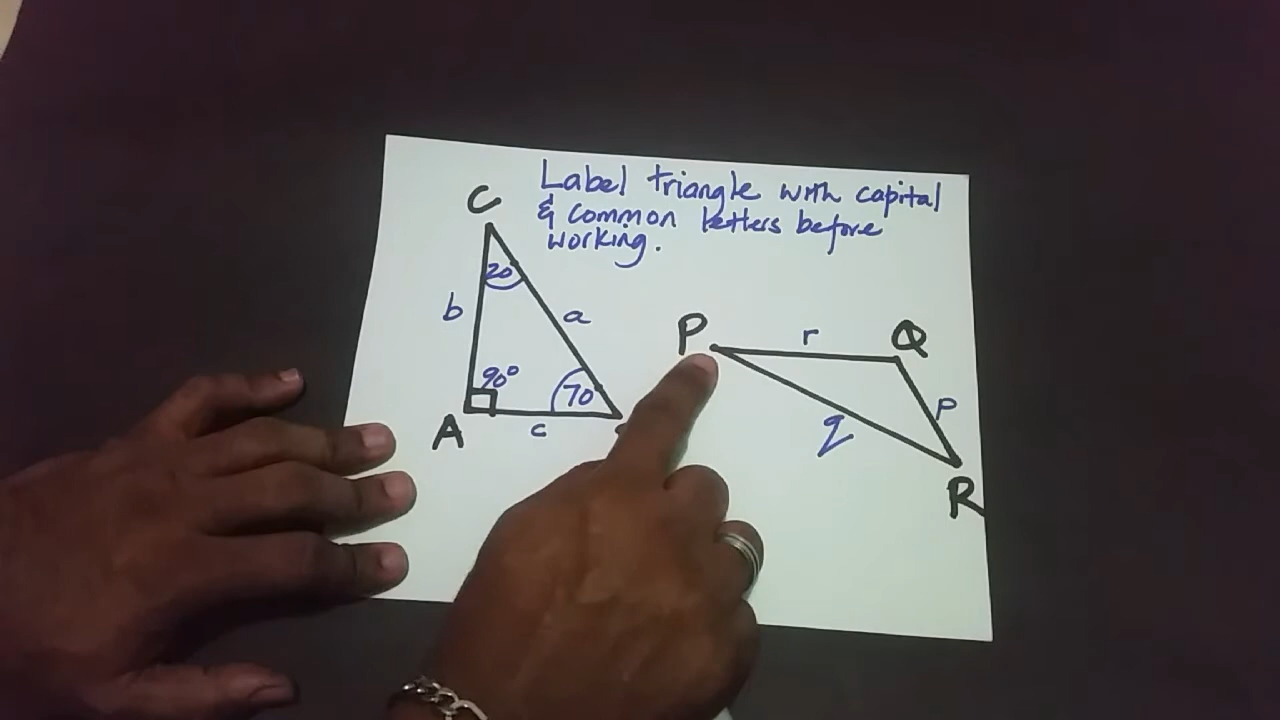 Label triangle with capital
& common letters before
working.
C
20
b
a
90°
70
A
c
P
r
Q
q
p
R